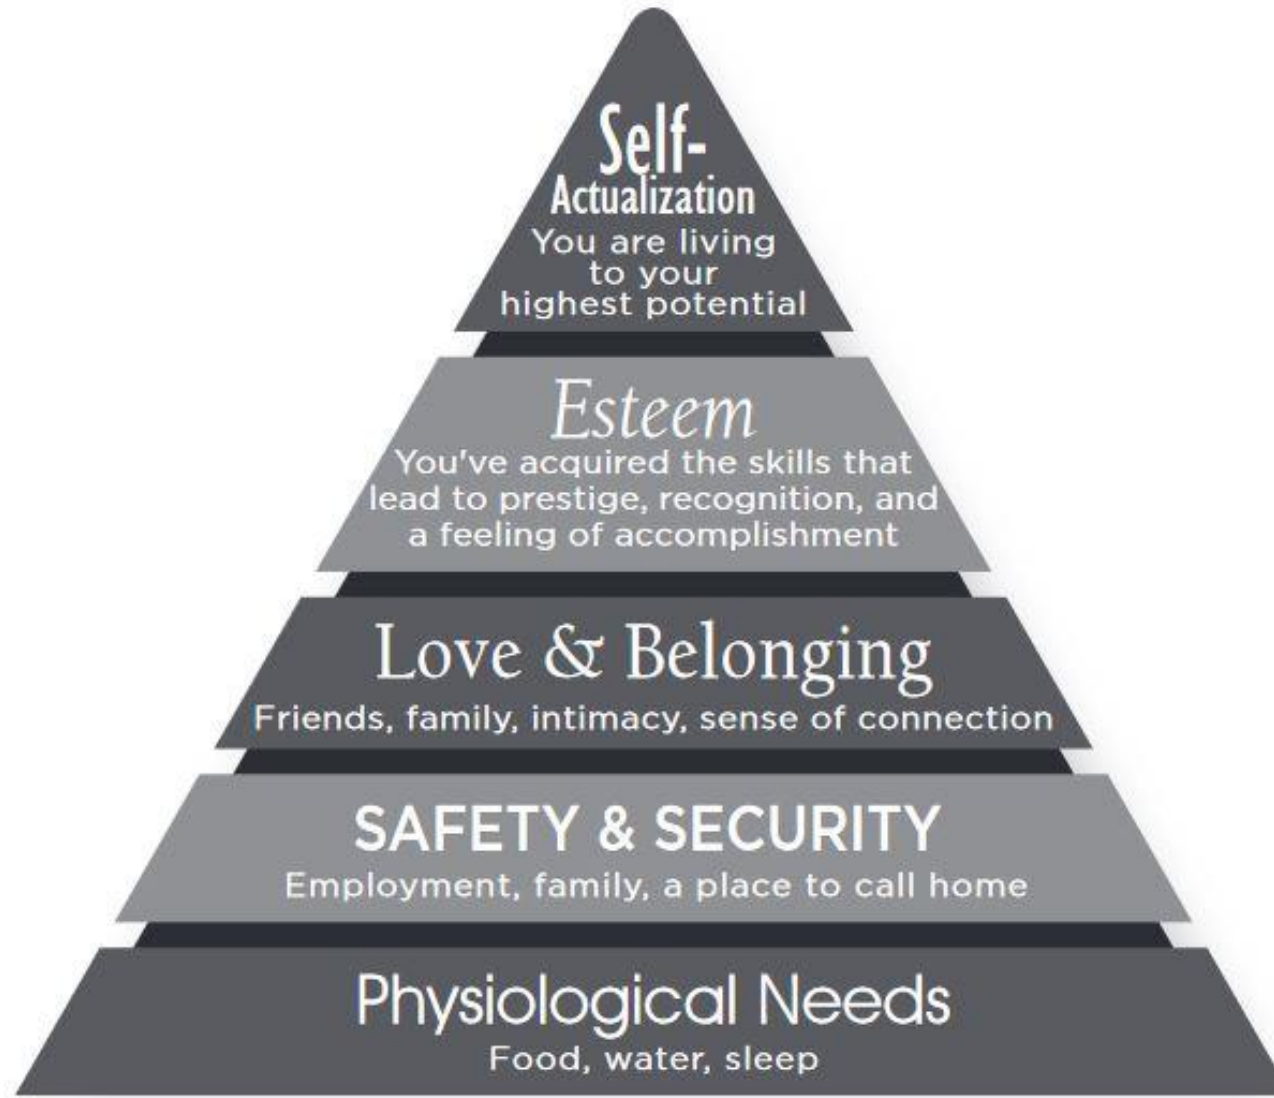 Self-
Actualization
You are living
to your
highest potential
Esteem
You've acquired the skills that
lead to prestige, recognition, and
a feeling of accomplishment
Love & Belonging
Friends, family, intimacy, sense of connection
SAFETY & SECURITY
Employment, family, a place to call home
Physiological Needs
Food, water, sleep